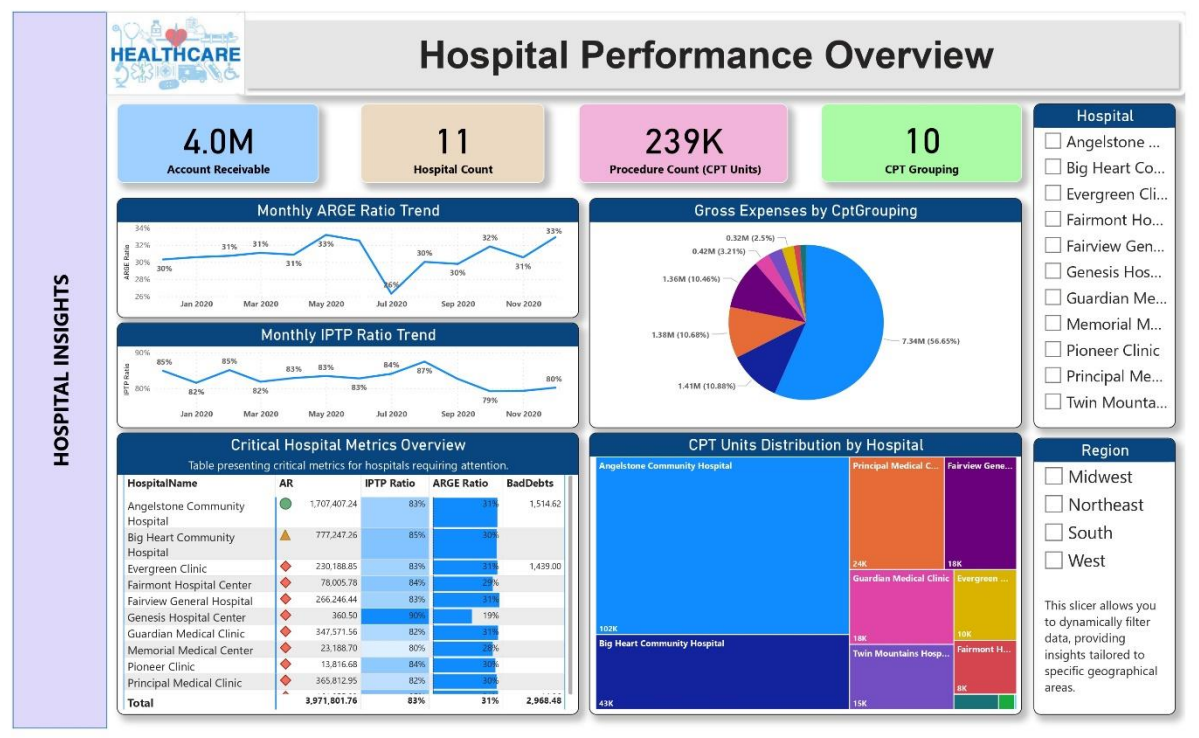 HEALTHCARE
Hospital Performance Overview
HOSPITAL INSIGHTS
4.0M
Account Receivable
11
Hospital Count
239K
Procedure Count (CPT Units)
10
CPT Grouping
Hospital
Angelstone ...
Big Heart Co...
Evergreen Cli...
Fairmont Ho...
Fairview Gen...
Genesis Hos...
Guardian Me...
Memorial M...
Pioneer Clinic
Principal Me...
Twin Mounta...
Monthly ARGE Ratio Trend
ARGE Ratio
34%
32%
30%
28%
26%
30%
31%
31%
31%
33%
26%
30%
30%
32%
31%
33%
Jan 2020
Mar 2020
May 2020
Jul 2020
Sep 2020
Nov 2020
Monthly IPTP Ratio Trend
IPTP Ratio
90%
80%
85%
82%
85%
82%
83%
83%
83%
84%
87%
79%
80%
Jan 2020
Mar 2020
May 2020
Jul 2020
Sep 2020
Nov 2020
Gross Expenses by CptGrouping
0.32M (2.5%)
0.42M (3.21%)
1.36M (10.46%)
1.38M (10.68%)
1.41M (10.88%)
7.34M (56.65%)
Critical Hospital Metrics Overview
Table presenting critical metrics for hospitals requiring attention.
HospitalName AR IPTP Ratio ARGE Ratio BadDebts
Angelstone Community 1,707,407.24 83% 31% 1,514.62
Hospital
Big Heart Community 777,247.26 85% 30%
Hospital
Evergreen Clinic 230,188.85 83% 31% 1,439.00
Fairmont Hospital Center 78,005.78 84% 29%
Fairview General Hospital 266,246.44 83% 31%
Genesis Hospital Center 360.50 90% 19%
Guardian Medical Clinic 347,571.56 82% 31%
Memorial Medical Center 23,188.70 80% 28%
Pioneer Clinic 13,816.68 84% 30%
Principal Medical Clinic 365,812.95 82% 30%
Total 3,971,801.76 83% 31% 2,968.48
CPT Units Distribution by Hospital
Angelstone Community Hospital
102K
Big Heart Community Hospital
43K
Principal Medical C...
24K
Fairview Gene...
18K
Guardian Medical Clinic
18K
Evergreen ...
10K
Twin Mountains Hosp...
15K
Fairmont H...
8K
Region
Midwest
Northeast
South
West
This slicer allows you
to dynamically filter
data, providing
insights tailored to
specific geographical
areas.